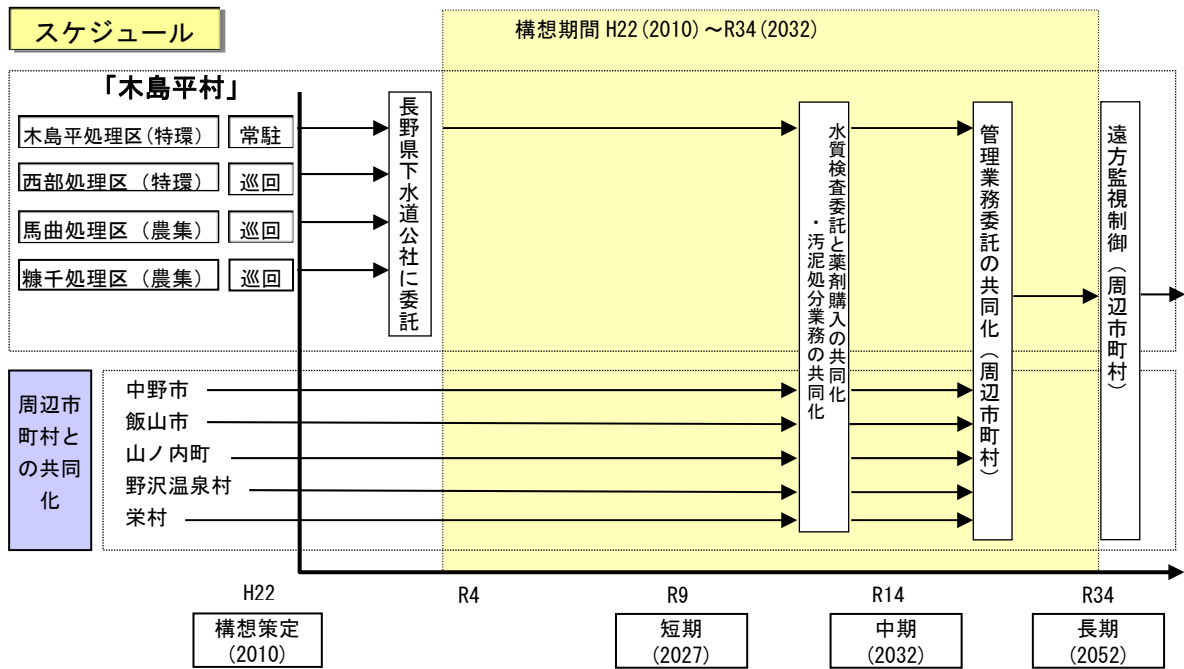 スケジュール
構想期間 H22(2010)～R34(2032)
「木島平村」
木島平処理区(特環)
常駐
西部処理区（特環）
巡回
馬曲処理区（農集）
巡回
糠千処理区（農集）
巡回
長野県下水道公社に委託
水質検査委託と薬剤購入の共同化
・汚泥処分業務の共同化
管理業務委託の共同化（周辺市町村）
遠方監視制御（周辺市町村）
周辺市
町村と
の共同
化
中野市
飯山市
山ノ内町
野沢温泉村
栄村
H22
R4
R9
R14
R34
構想策定
(2010)
短期
(2027)
中期
(2032)
長期
(2052)